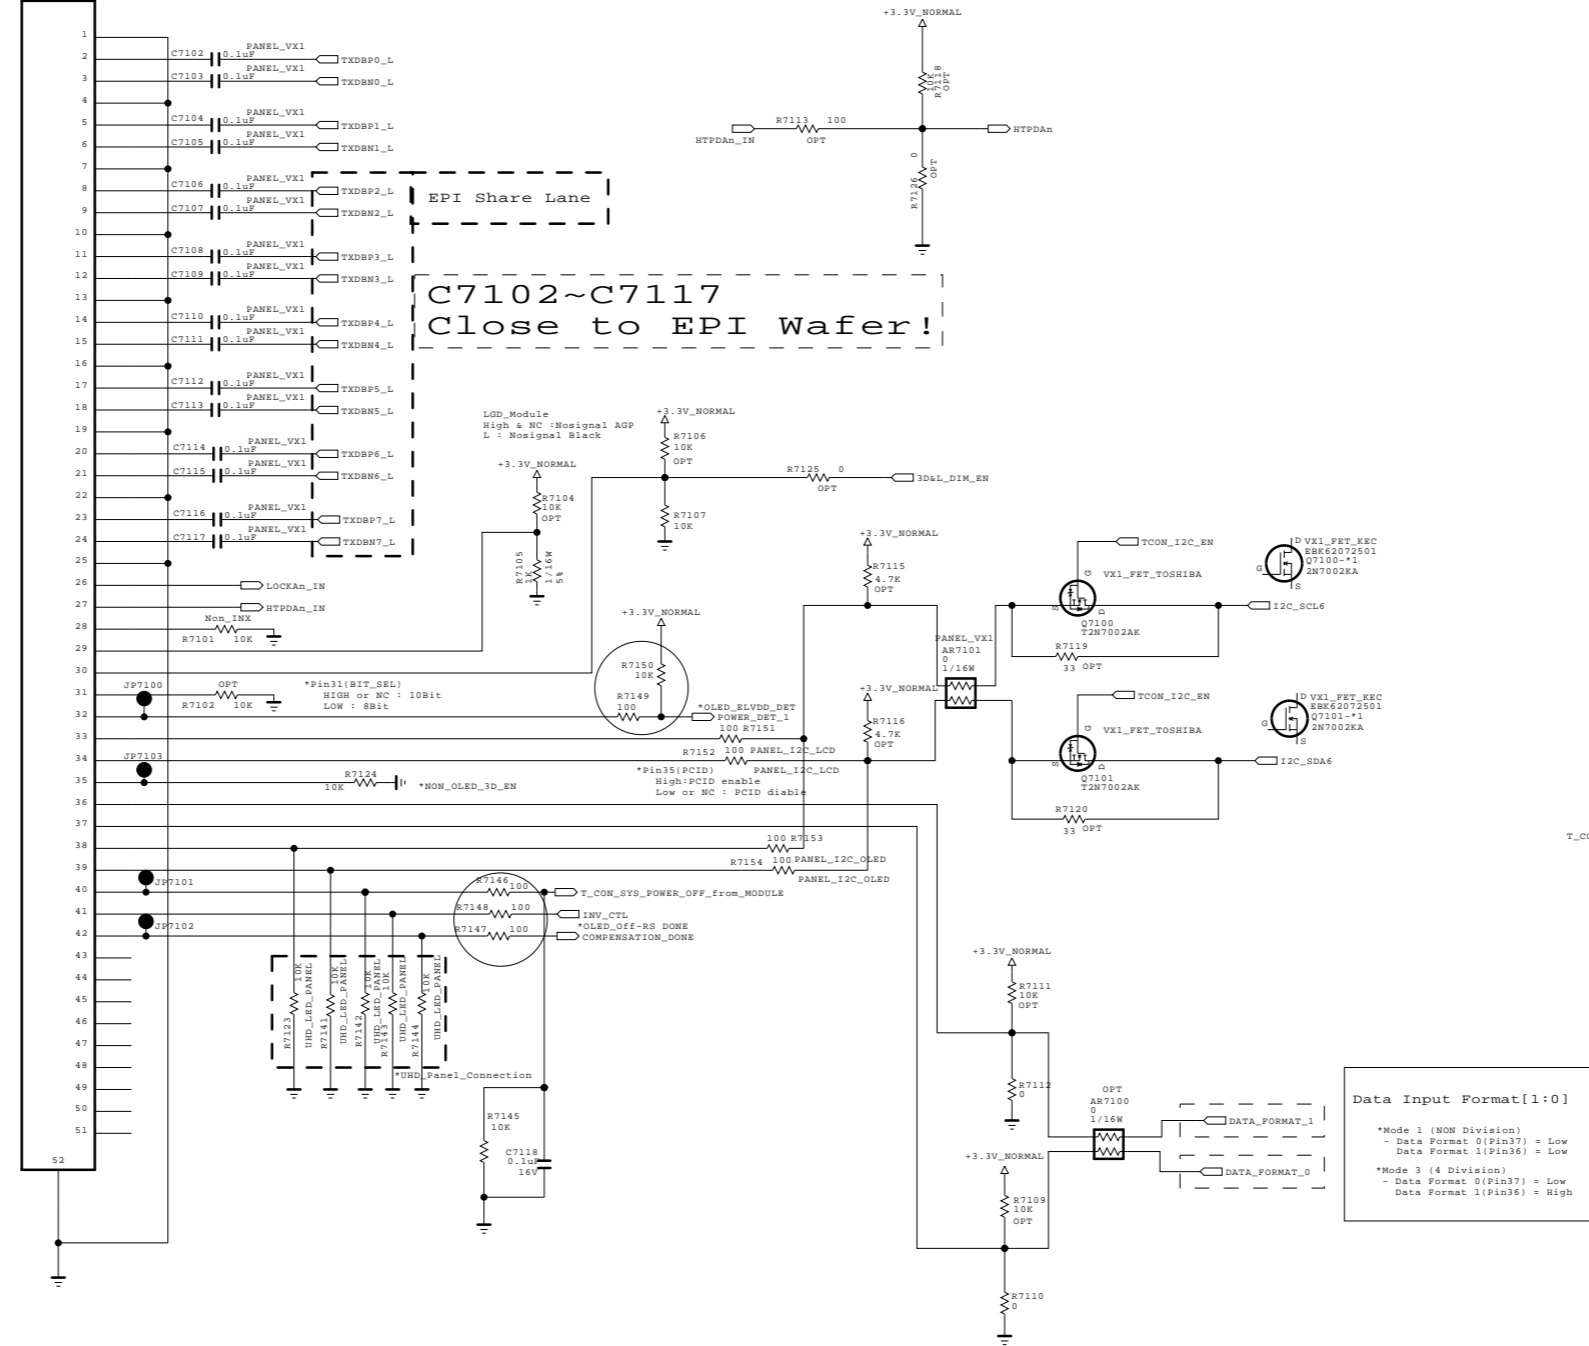 1
2
3
4
5
6
7
8
9
10
11
12
13
14
15
16
17
18
19
20
21
22
23
24
25
26
27
28
29
30
31
32
33
34
35
36
37
38
39
40
41
42
43
44
45
46
47
48
49
50
51
52
C7102 0.1uF PANEL_VX1 TXDBP0_L
C7103 0.1uF PANEL_VX1 TXDBN0_L
C7104 0.1uF PANEL_VX1 TXDBP1_L
C7105 0.1uF PANEL_VX1 TXDBN1_L
C7106 0.1uF PANEL_VX1 TXDBP2_L
C7107 0.1uF PANEL_VX1 TXDBN2_L
C7108 0.1uF PANEL_VX1 TXDBP3_L
C7109 0.1uF PANEL_VX1 TXDBN3_L
C7110 0.1uF PANEL_VX1 TXDBP4_L
C7111 0.1uF PANEL_VX1 TXDBN4_L
C7112 0.1uF PANEL_VX1 TXDBP5_L
C7113 0.1uF PANEL_VX1 TXDBN5_L
C7114 0.1uF PANEL_VX1 TXDBP6_L
C7115 0.1uF PANEL_VX1 TXDBN6_L
C7116 0.1uF PANEL_VX1 TXDBP7_L
C7117 0.1uF PANEL_VX1 TXDBN7_L
EPI Share Lane
C7102~C7117
Close to EPI Wafer!
+3.3V_NORMAL
R7118
10K
OPT
HTPDAn_IN
R7113 100
OPT
HTPDAn
R7126 0
OPT
LGD_Module
High & NC :Nosignal AGP
L : Nosignal Black
+3.3V_NORMAL
R7104
10K
OPT
R7105
1K
1/16W
5%
+3.3V_NORMAL
R7106
10K
OPT
R7107
10K
R7125 0
OPT
3D&L_DIM_EN
LOCKAn_IN
HTPDAn_IN
Non_INX
R7101 10K
JP7100
OPT
R7102 10K
*Pin31(BIT_SEL)
HIGH or NC : 10Bit
LOW : 8Bit
+3.3V_NORMAL
R7150
10K
R7149
100
*OLED_ELVDD_DET
POWER_DET_1
100 R7151
R7152 100 PANEL_I2C_LCD
PANEL_I2C_LCD
JP7103
R7124
10K
*NON_OLED_3D_EN
*Pin35(PCID)
High:PCID enable
Low or NC : PCID diable
+3.3V_NORMAL
R7115
4.7K
OPT
+3.3V_NORMAL
R7116
4.7K
OPT
PANEL_VX1
AR7101
0
1/16W
TCON_I2C_EN
VX1_FET_TOSHIBA
G
S
D
Q7100
T2N7002AK
R7119
33 OPT
I2C_SCL6
D VX1_FET_KEC
EBK62072501
Q7100-*1
2N7002KA
G
S
TCON_I2C_EN
VX1_FET_TOSHIBA
G
S
D
Q7101
T2N7002AK
R7120
33 OPT
I2C_SDA6
D VX1_FET_KEC
EBK62072501
Q7101-*1
2N7002KA
G
S
T_CO
100 R7153
R7154 100 PANEL_I2C_OLED
PANEL_I2C_OLED
JP7101
JP7102
R7146 100
R7148 100
R7147 100
T_CON_SYS_POWER_OFF_from_MODULE
INV_CTL
*OLED_Off-RS DONE
COMPENSATION_DONE
R7123 10K UHD_LED_PANEL
R7141 10K UHD_LED_PANEL
R7142 10K UHD_LED_PANEL
R7143 10K UHD_LED_PANEL
R7144 10K UHD_LED_PANEL
*UHD_Panel_Connection
R7145
10K
C7118
0.1uF
16V
+3.3V_NORMAL
R7111
10K
OPT
R7112
0
OPT
AR7100
0
1/16W
DATA_FORMAT_1
DATA_FORMAT_0
+3.3V_NORMAL
R7109
10K
OPT
R7110
0
Data Input Format[1:0]
*Mode 1 (NON Division)
- Data Format 0(Pin37) = Low
Data Format 1(Pin36) = Low
*Mode 3 (4 Division)
- Data Format 0(Pin37) = Low
Data Format 1(Pin36) = High